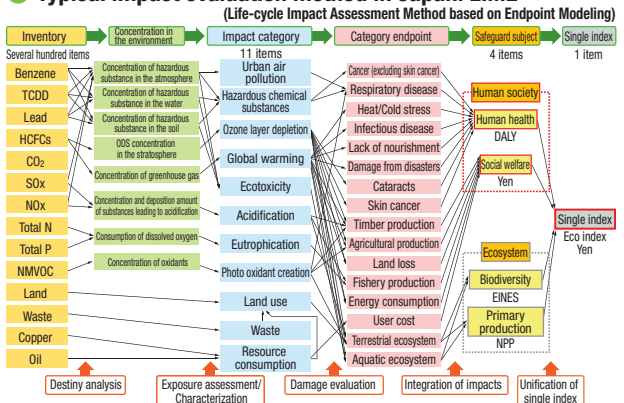 Typical impact evaluation method in Japan: LIME
(Life-cycle Impact Assessment Method based on Endpoint Modeling)
Inventory
Several hundred items
Benzene
TCDD
Lead
HCFCs
CO2
SOx
NOx
Total N
Total P
NMVOC
Land
Waste
Copper
Oil
Concentration in
the environment
Concentration of hazardous
substance in the atmosphere
Concentration of hazardous
substance in the water
Concentration of hazardous
substance in the soil
ODS concentration
in the stratosphere
Concentration of greenhouse gas
Concentration and deposition amount
of substances leading to acidification
Consumption of dissolved oxygen
Concentration of oxidants
Impact category
11 items
Urban air
pollution
Hazardous chemical
substances
Ozone layer depletion
Global warming
Ecotoxicity
Acidification
Eutrophication
Photo oxidant creation
Land use
Waste
Resource
consumption
Category endpoint
Cancer (excluding skin cancer)
Respiratory disease
Heat/Cold stress
Infectious disease
Lack of nourishment
Damage from disasters
Cataracts
Skin cancer
Timber production
Agricultural production
Land loss
Fishery production
Energy consumption
User cost
Terrestrial ecosystem
Aquatic ecosystem
Safeguard subject
4 items
Human society
Human health
DALY
Social welfare
Yen
Ecosystem
Biodiversity
EINES
Primary
production
NPP
Single index
1 item
Single index
Eco index
Yen
Destiny analysis
Exposure assessment/
Characterization
Damage evaluation
Integration of impacts
Unification of
single index